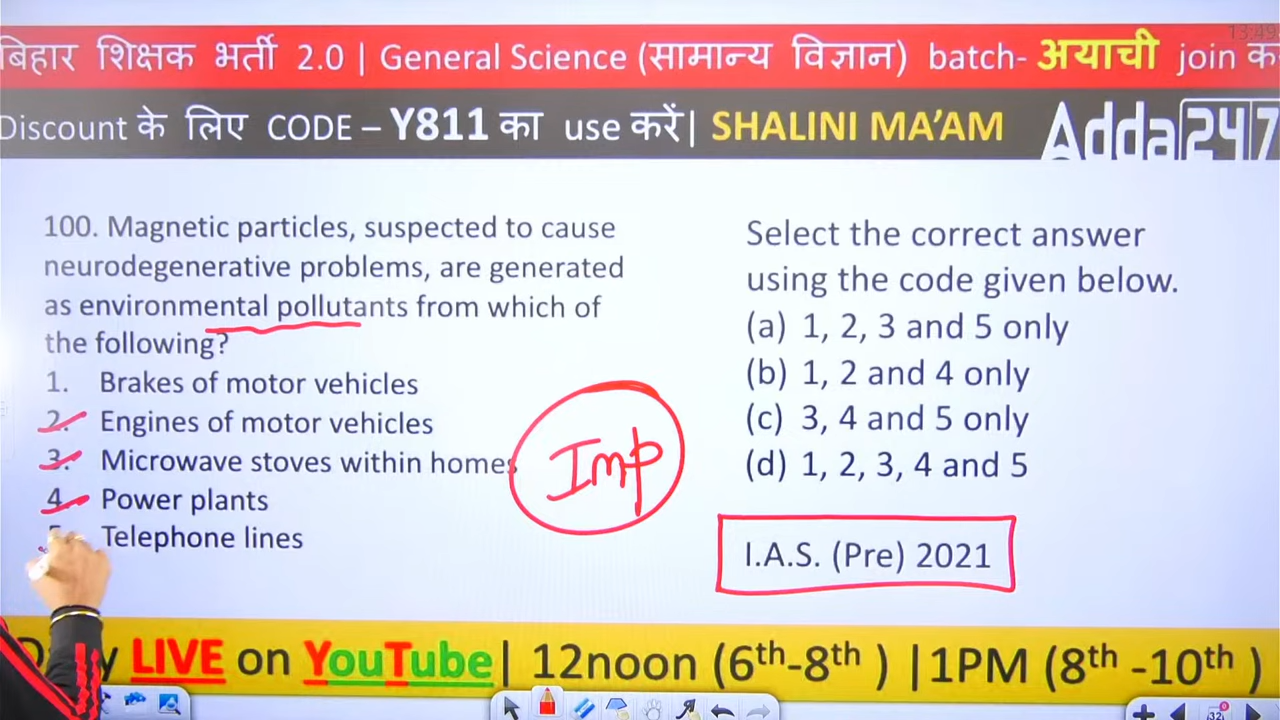 13:49
बिहार शिक्षक भर्ती 2.0 | General Science (सामान्य विज्ञान) batch- अयाची join
Discount के लिए CODE – Y811 का use करें| SHALINI MA’AM
Adda247
100. Magnetic particles, suspected to cause
neurodegenerative problems, are generated
as environmental pollutants from which of
the following?
1. Brakes of motor vehicles
2. Engines of motor vehicles
3. Microwave stoves within homes
4. Power plants
Telephone lines
Imp
Select the correct answer
using the code given below.
(a) 1, 2, 3 and 5 only
(b) 1, 2 and 4 only
(c) 3, 4 and 5 only
(d) 1, 2, 3, 4 and 5
I.A.S. (Pre) 2021
LIVE on YouTube| 12noon (6th-8th ) |1PM (8th -10th )